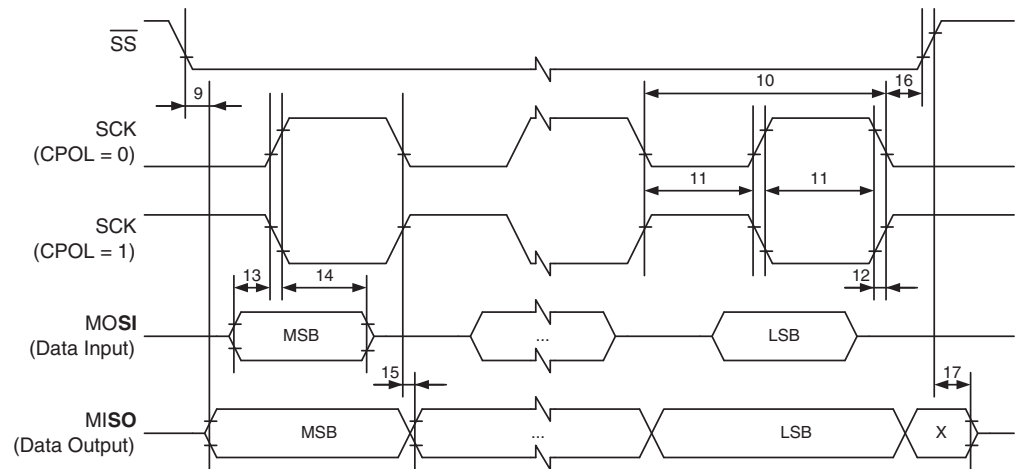 SS
9
10
16
SCK
(CPOL = 0)
11
11
SCK
(CPOL = 1)
13
14
12
MOSI
(Data Input)
MSB
...
LSB
15
17
MISO
(Data Output)
MSB
...
LSB
X